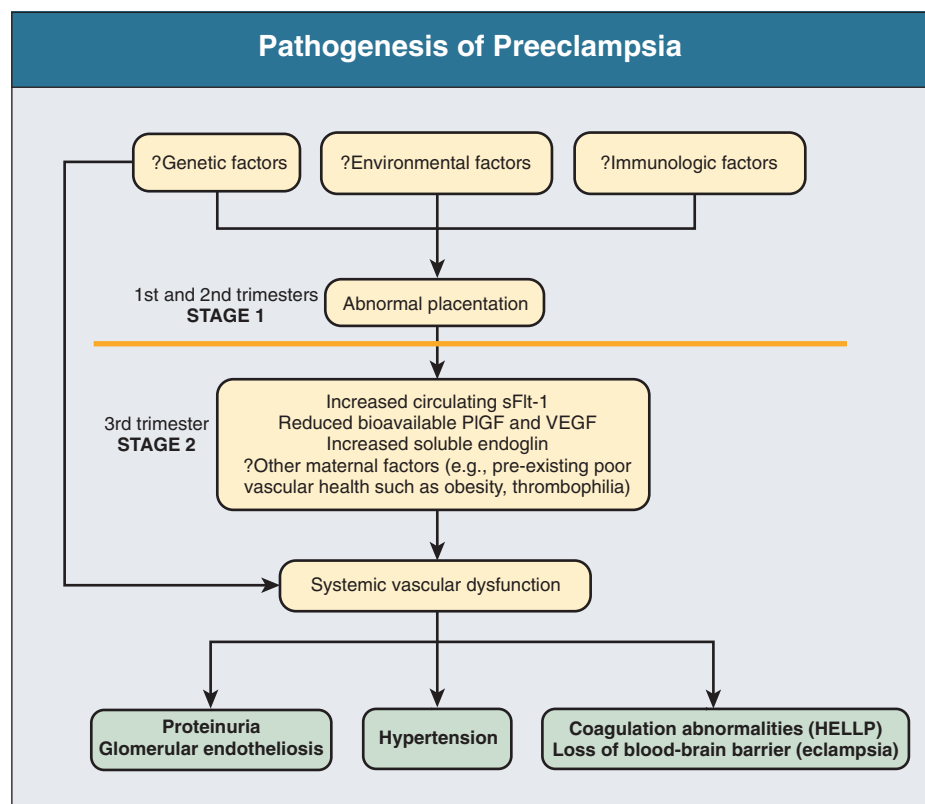 Pathogenesis of Preeclampsia
?Genetic factors
?Environmental factors
?Immunologic factors
1st and 2nd trimesters
STAGE 1
Abnormal placentation
3rd trimester
STAGE 2
Increased circulating sFlt-1
Reduced bioavailable PlGF and VEGF
Increased soluble endoglin
?Other maternal factors (e.g., pre-existing poor
vascular health such as obesity, thrombophilia)
Systemic vascular dysfunction
Proteinuria
Glomerular endotheliosis
Hypertension
Coagulation abnormalities (HELLP)
Loss of blood-brain barrier (eclampsia)